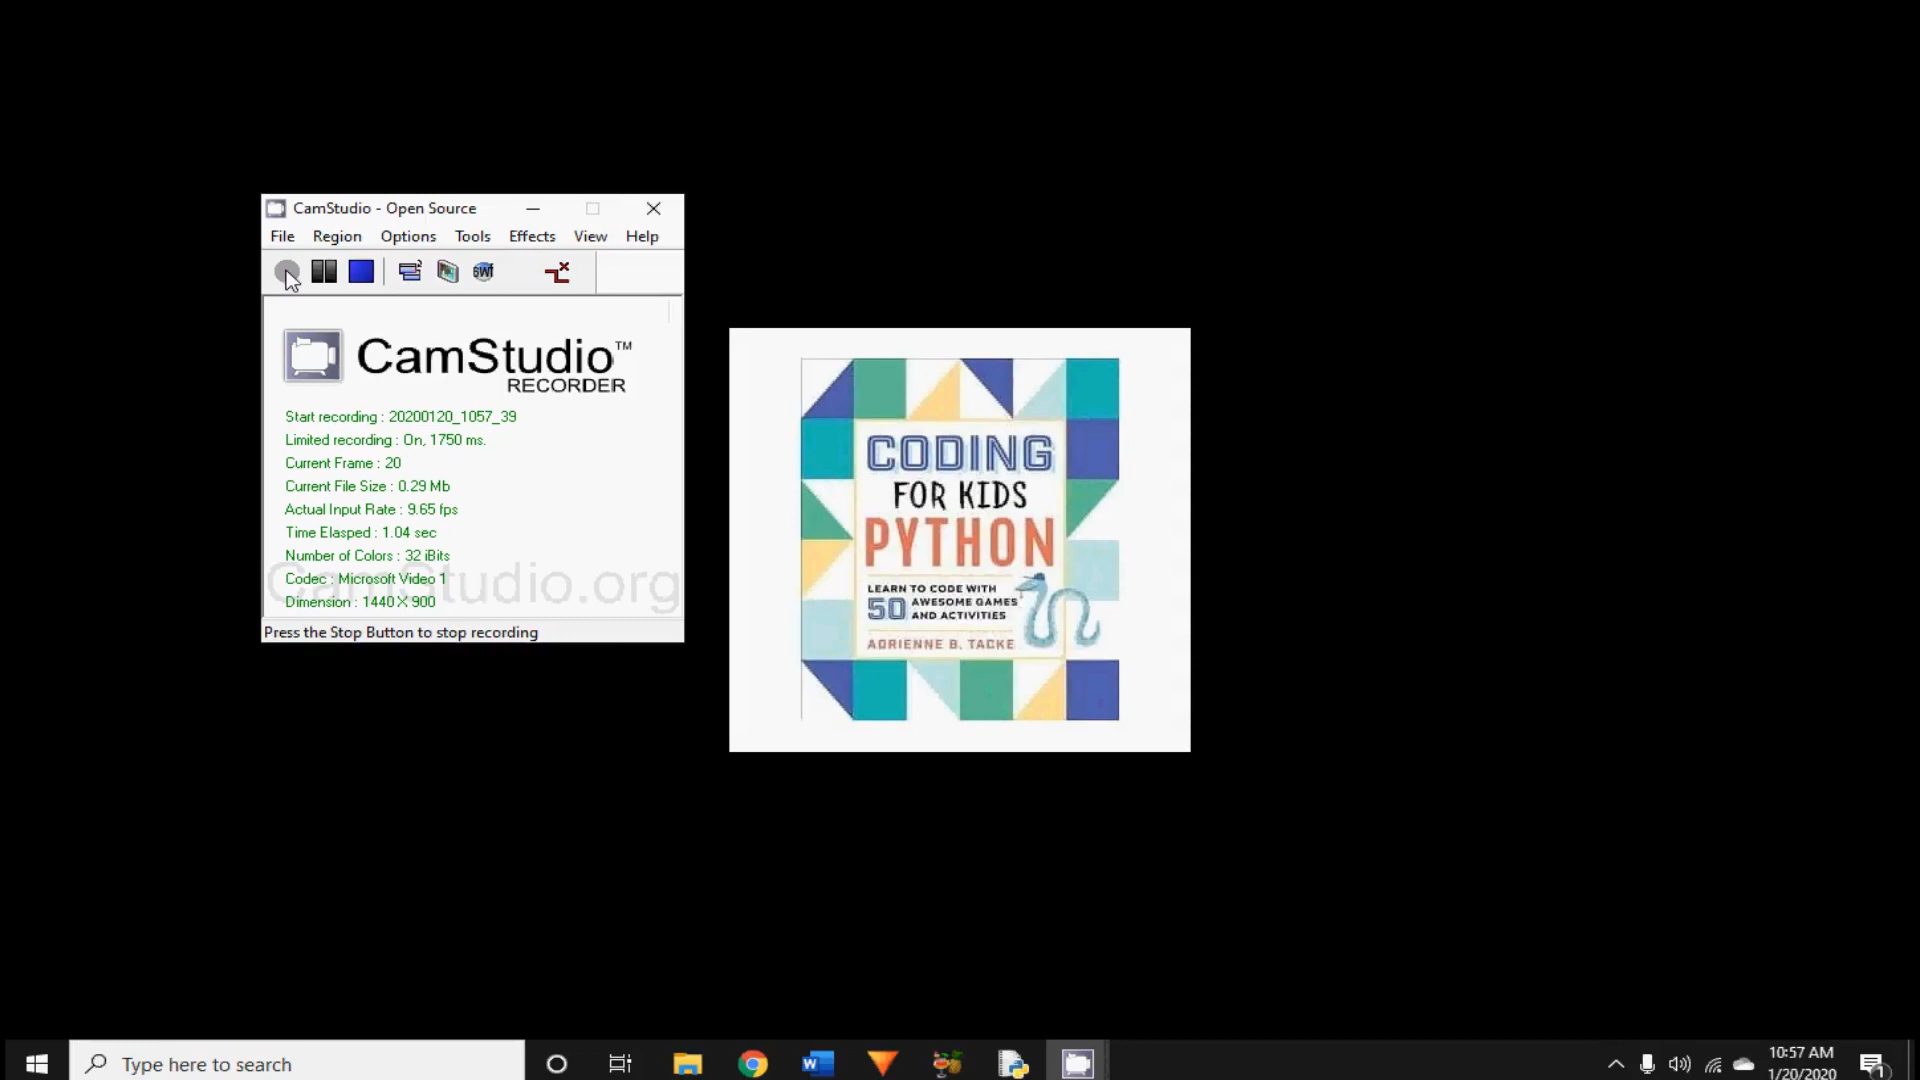 CamStudio - Open Source
File Region Options Tools Effects View Help
CamStudio™
RECORDER
Start recording : 20200120_1057_39
Limited recording : On, 1750 ms.
Current Frame : 20
Current File Size : 0.29 Mb
Actual Input Rate : 9.65 fps
Time Elasped : 1.04 sec
Number of Colors : 32 iBits
Codec : Microsoft Video 1
Dimension : 1440 X 900
CamStudio.org
Press the Stop Button to stop recording
CODING
FOR KIDS
PYTHON
LEARN TO CODE WITH
50 AWESOME GAMES
AND ACTIVITIES
ADRIENNE B. TACKE
Type here to search
10:57 AM
1/20/2020
1